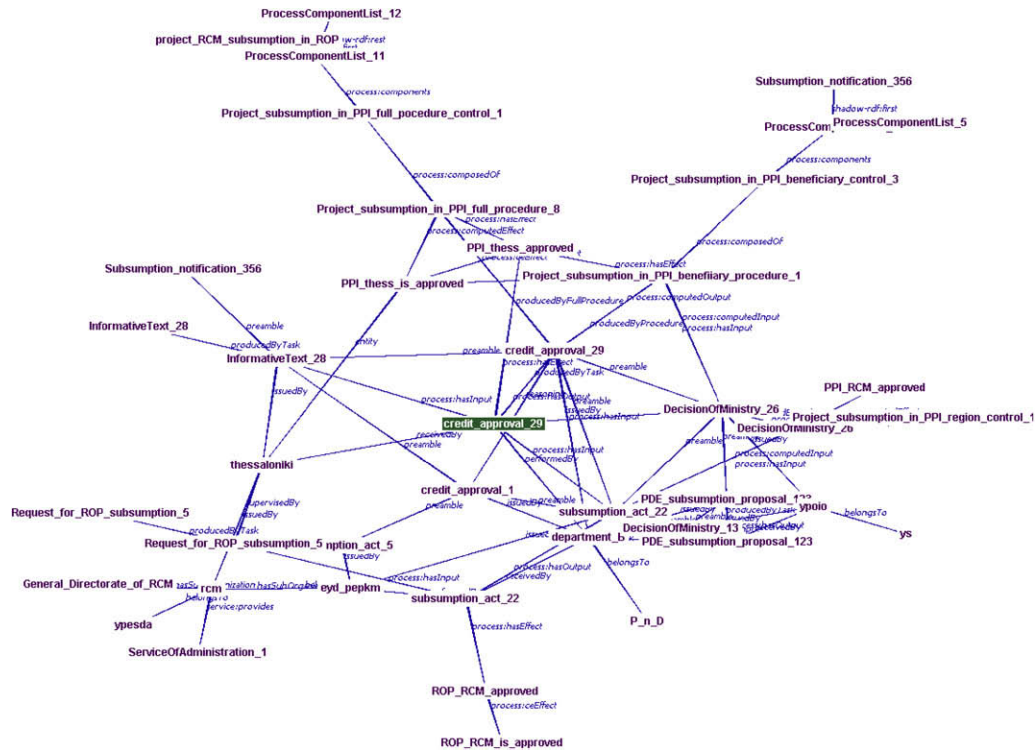 ProcessComponentList_12
project_RCM_subsumption_in_ROP
ProcessComponentList_11
Subsumption_notification_356
process:components
shadow-rdf:first
Project_subsumption_in_PPI_full_pocedure_control_1
ProcessComponentList_5
process:components
Project_subsumption_in_PPI_beneficiary_control_3
process:composedOf
Project_subsumption_in_PPI_full_procedure_8
process:hasEffect
process:computedEffect
process:composedOf
PPI_thess_approved
process:hasEffect
Subsumption_notification_356
Project_subsumption_in_PPI_benefiiary_procedure_1
PPI_thess_is_approved
process:computedOutput
producedByFullProcedure
process:computedInput
InformativeText_28
preamble
producedByProcedure
process:hasInput
producedByTask
entity
InformativeText_28
preamble
credit_approval_29
process:hasEffect
preamble
producedByTask
PPI_RCM_approved
issuedBy
process:hasInput
process:hasOutput
issuedBy
DecisionOfMinistry_26
process:hasInput
Project_subsumption_in_PPI_region_control_1
credit_approval_29
DecisionOfMinistry_26
receivedBy
preamble
preamble
issuedBy
process:hasInput
performedBy
process:computedInput
process:hasInput
thessaloniki
credit_approval_1
supervisedBy
issuedBy
preamble
preamble
PDE_subsumption_proposal_123
Request_for_ROP_subsumption_5
subsumption_act_22
ypoio
producedByTask
DecisionOfMinistry_13
belongsTo
Request_for_ROP_subsumption_5
department_b
PDE_subsumption_proposal_123
ys
issuedBy
belongsTo
process:hasOutput
process:hasInput
receivedBy
General_Directorate_of_RCM
rcm
eyd_pepkm
subsumption_act_22
service:provides
ypesda
P_n_D
ServiceOfAdministration_1
process:hasEffect
ROP_RCM_approved
process:ceEffect
ROP_RCM_is_approved